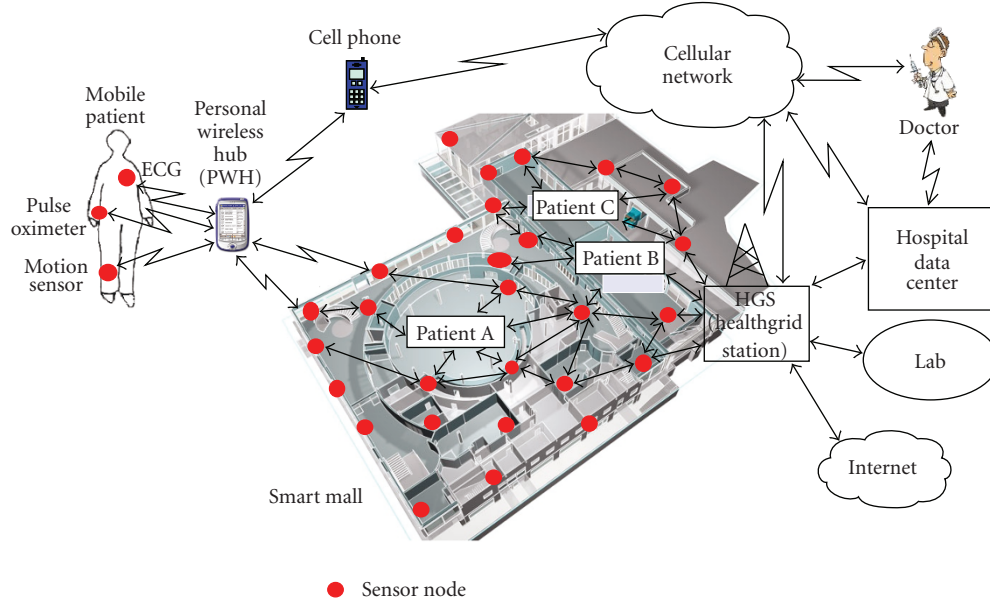 Cell phone
Cellular
network
Mobile
patient
Personal
wireless
hub
(PWH)
ECG
Doctor
Pulse
oximeter
Patient C
Motion
sensor
Patient B
Hospital
data
center
HGS
(healthgrid
station)
Patient A
Lab
Internet
Smart mall
Sensor node